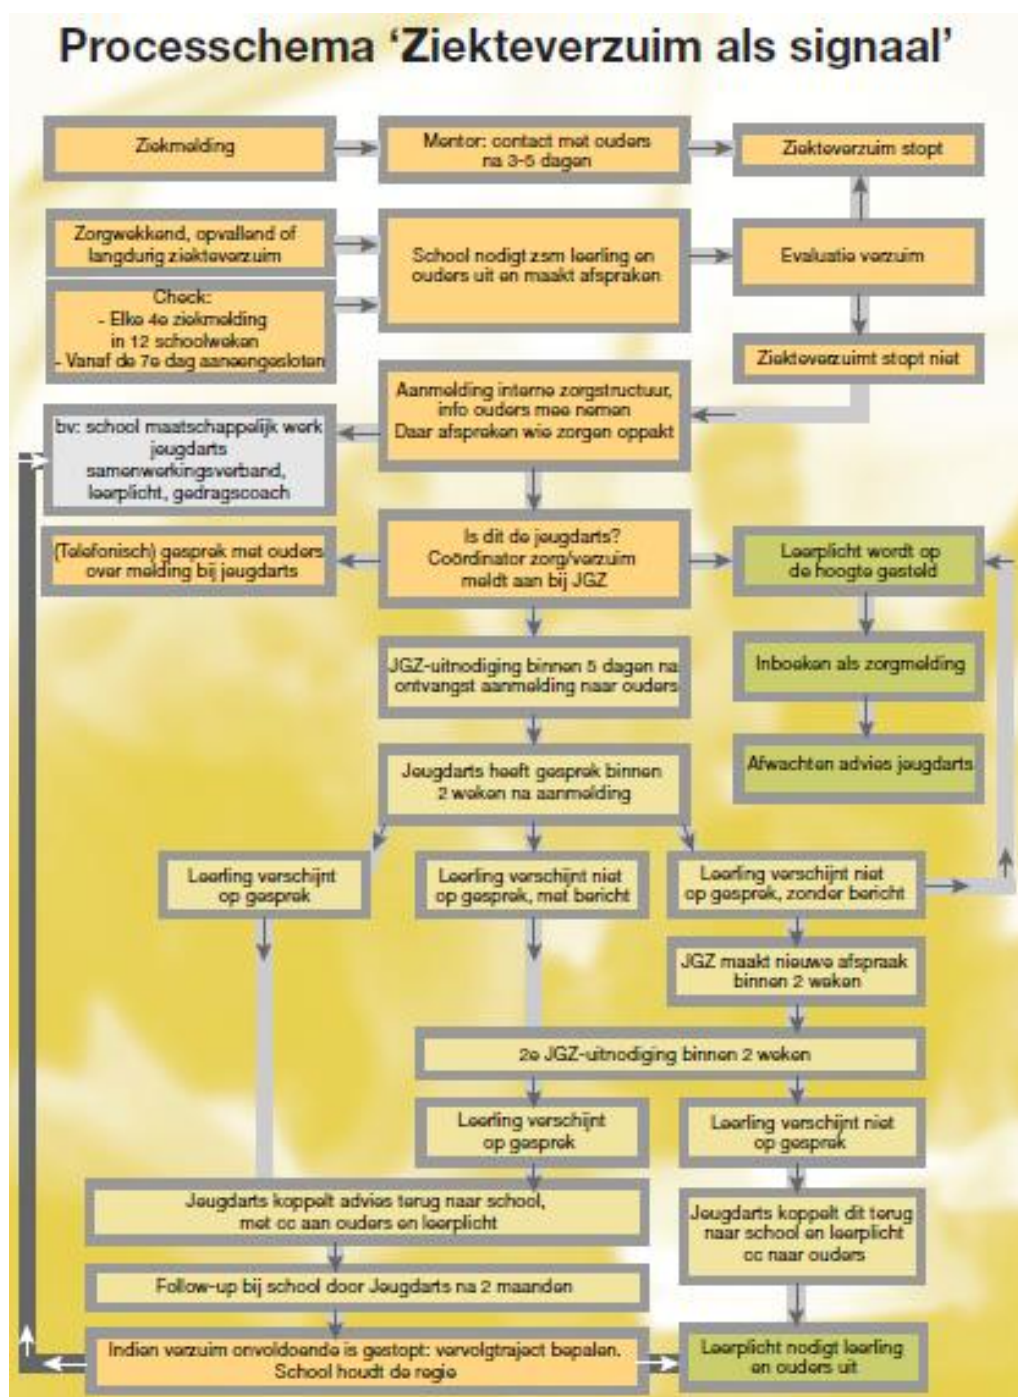 Processchema ‘Ziekteverzuim als signaal’
Ziekmelding
Mentor: contact met ouders
na 3-5 dagen
Ziekteverzuim stopt
Zorgwekkend, opvallend of
langdurig ziekteverzuim
School nodigt zsm leerling en
ouders uit en maakt afspraken
Evaluatie verzuim
Check:
- Elke 4e ziekmelding
in 12 schoolweken
- Vanaf de 7e dag aaneengesloten
Ziekteverzuimt stopt niet
Aanmelding interne zorgstructuur,
info ouders mee nemen
Daar afspreken wie zorgen oppakt
bv: school maatschappelijk werk
jeugdarts
samenwerkingsverband,
leerplicht, gedragscoach
Is dit de jeugdarts?
Coördinator zorg/verzuim
meldt aan bij JGZ
(Telefonisch) gesprek met ouders
over melding bij jeugdarts
Leerplicht wordt op
de hoogte gesteld
JGZ-uitnodiging binnen 5 dagen na
ontvangst aanmelding naar ouders
Inboeken als zorgmelding
Jeugdarts heeft gesprek binnen
2 weken na aanmelding
Afwachten advies jeugdarts
Leerling verschijnt
op gesprek
Leerling verschijnt niet
op gesprek, met bericht
Leerling verschijnt niet
op gesprek, zonder bericht
JGZ maakt nieuwe afspraak
binnen 2 weken
2e JGZ-uitnodiging binnen 2 weken
Leerling verschijnt
op gesprek
Leerling verschijnt niet
op gesprek
Jeugdarts koppelt advies terug naar school,
met cc aan ouders en leerplicht
Jeugdarts koppelt dit terug
naar school en leerplicht
cc naar ouders
Follow-up bij school door Jeugdarts na 2 maanden
Indien verzuim onvoldoende is gestopt: vervolgtraject bepalen.
School houdt de regie
Leerplicht nodigt leerling
en ouders uit